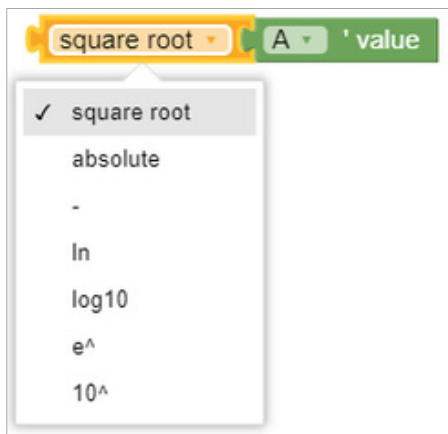 square root A ' value
✓ square root
absolute
-
ln
log10
e^
10^